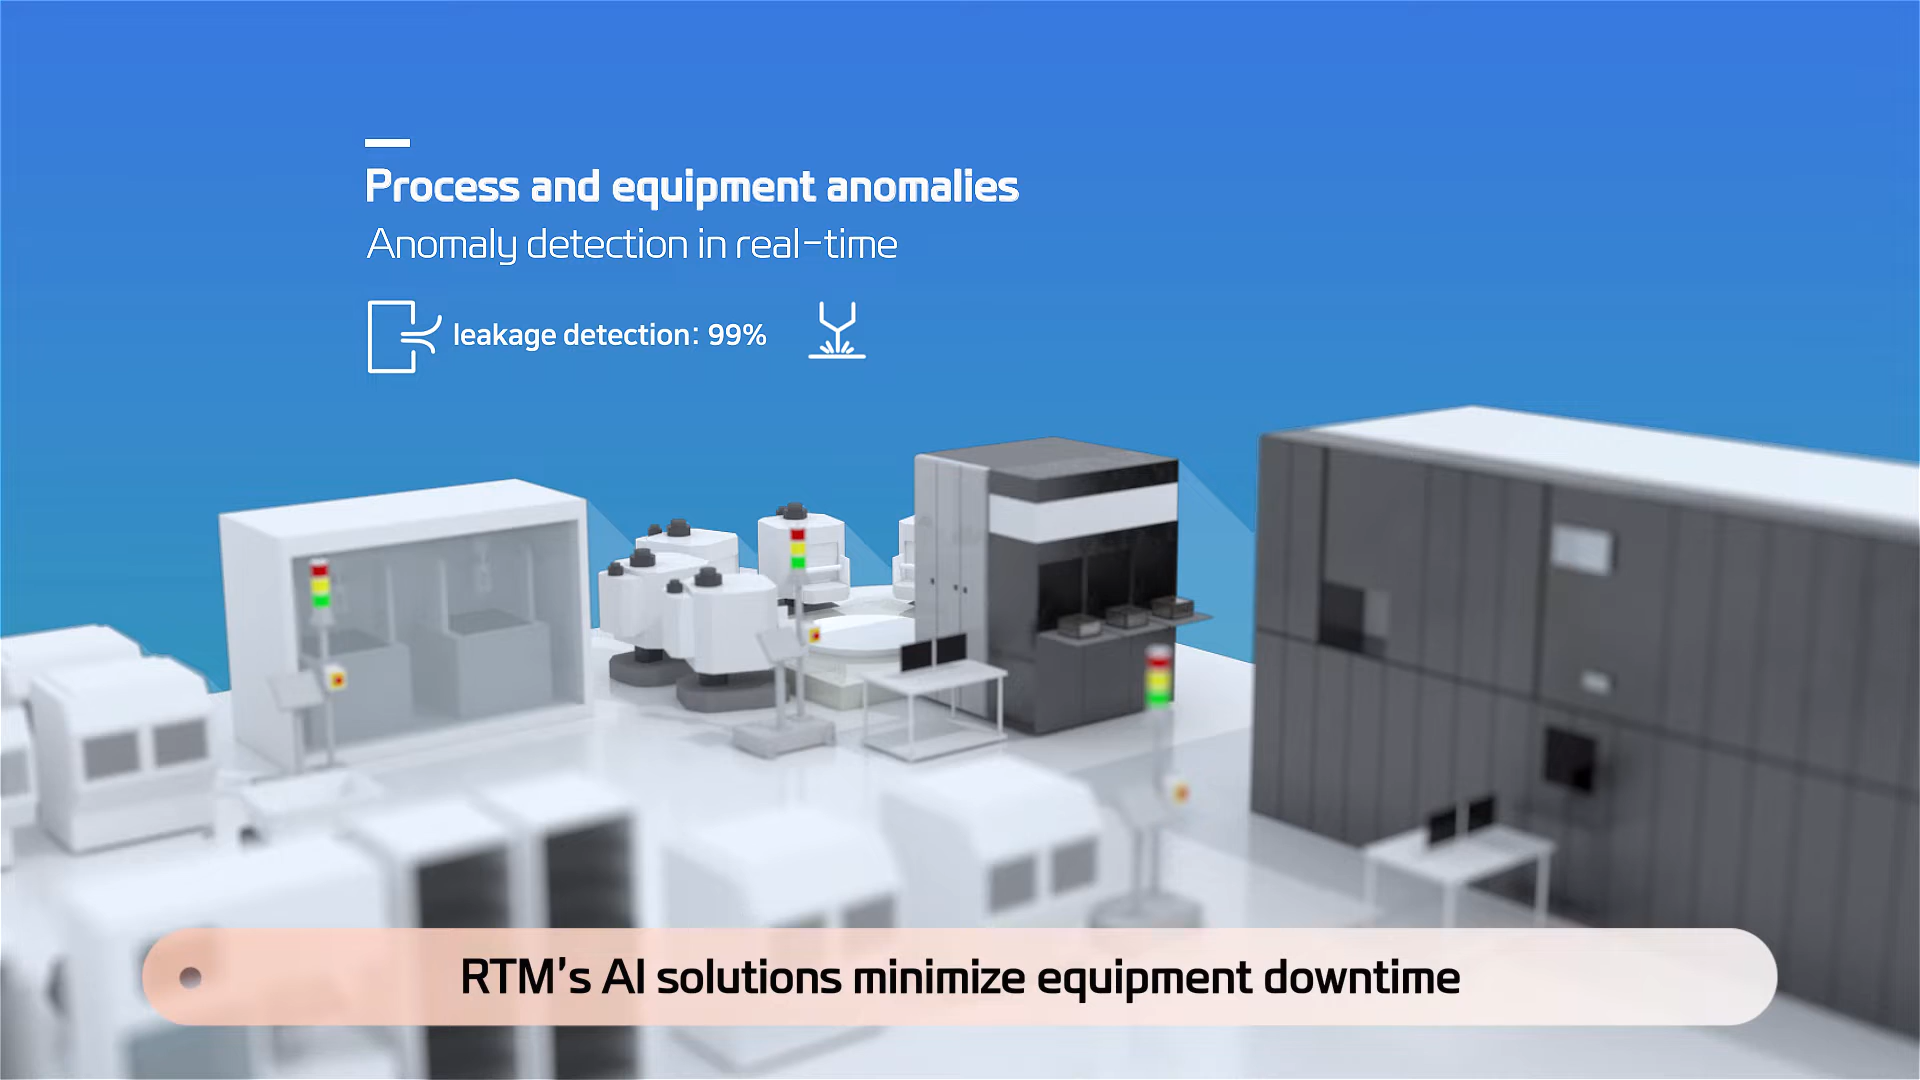 Process and equipment anomalies
Anomaly detection in real-time
leakage detection: 99%
RTM's AI solutions minimize equipment downtime